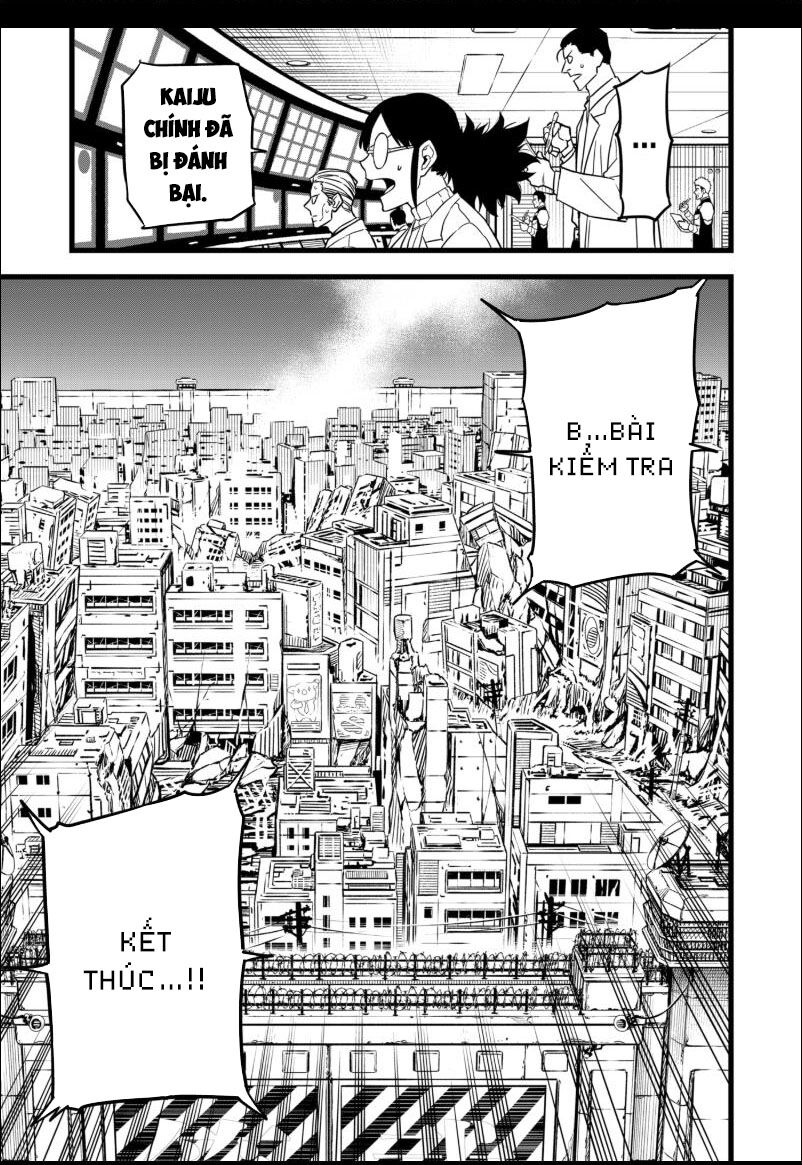 ...
KAIJU
CHÍNH ĐÃ
BỊ ĐÁNH
BẠI.
B...BÀI
KIỂM TRA
KẾT
THÚC...!!